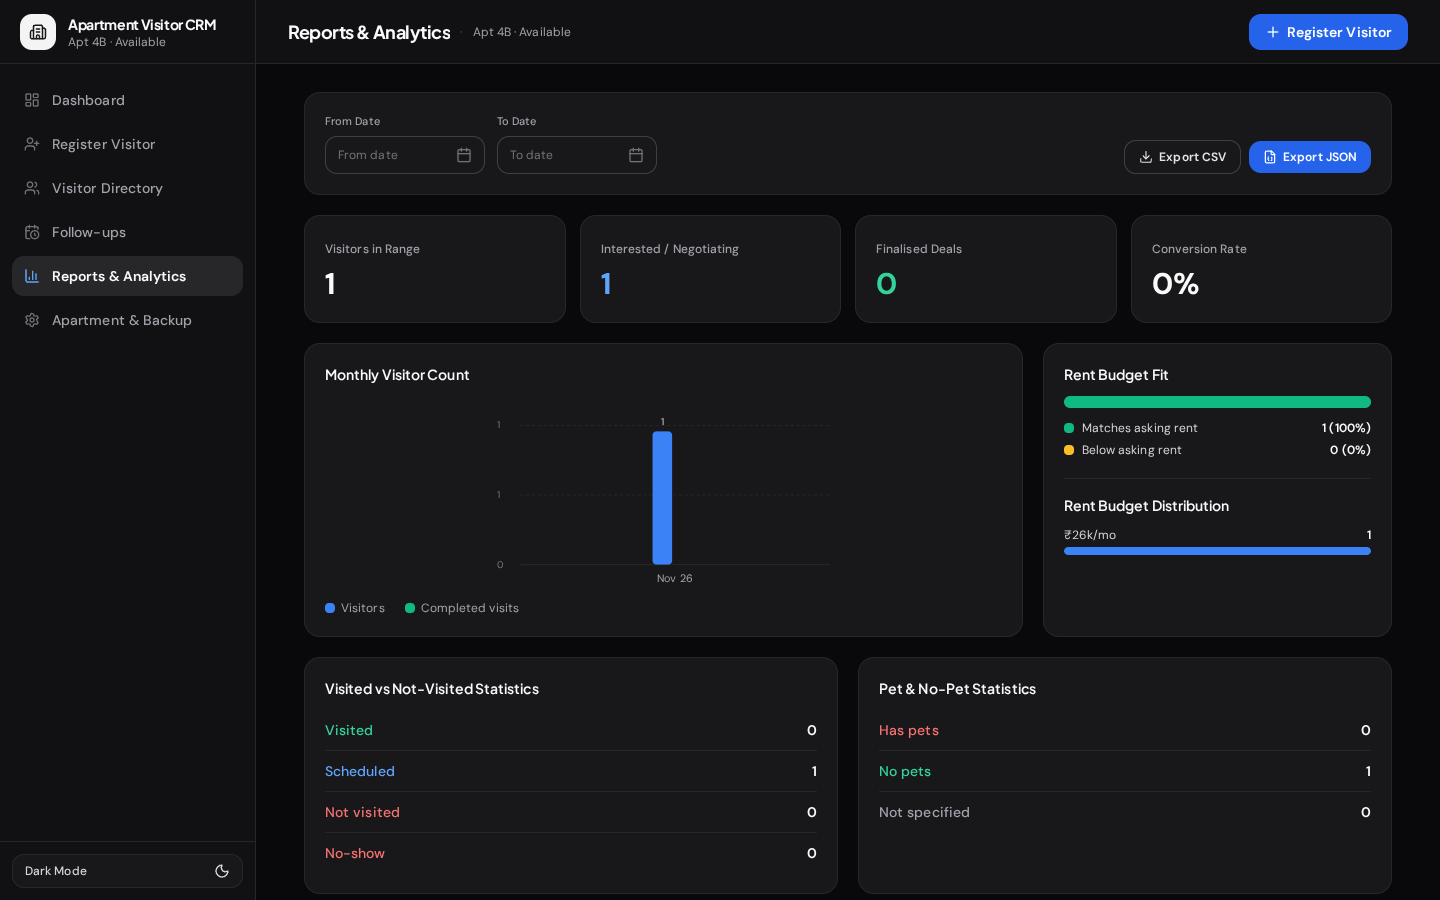 Apartment Visitor CRM
Apt 4B · Available
Dashboard
Register Visitor
Visitor Directory
Follow-ups
Reports & Analytics
Apartment & Backup
Dark Mode
Reports & Analytics · Apt 4B · Available
Register Visitor
From Date
To Date
From date
To date
Export CSV
Export JSON
Visitors in Range
1
Interested / Negotiating
1
Finalised Deals
0
Conversion Rate
0%
Monthly Visitor Count
1
1
1
0
Nov 26
Visitors
Completed visits
Rent Budget Fit
Matches asking rent 1 (100%)
Below asking rent 0 (0%)
Rent Budget Distribution
₹26k/mo 1
Visited vs Not-Visited Statistics
Visited 0
Scheduled 1
Not visited 0
No-show 0
Pet & No-Pet Statistics
Has pets 0
No pets 1
Not specified 0